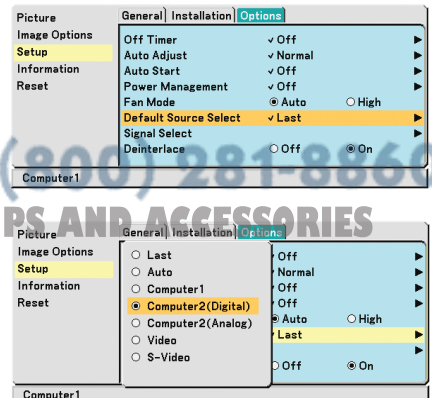 Picture
Image Options
Setup
Information
Reset
General Installation Options
Off Timer ✓ Off ▶
Auto Adjust ✓ Normal ▶
Auto Start ✓ Off ▶
Power Management ✓ Off ▶
Fan Mode ◉ Auto ○ High
Default Source Select ✓ Last ▶
Signal Select ▶
Deinterlace ○ Off ◉ On
Computer1
(800) 281-8860
PS AND ACCESSORIES
Picture
Image Options
Setup
Information
Reset
General Installation Options
○ Last
○ Auto
○ Computer1
◉ Computer2(Digital)
○ Computer2(Analog)
○ Video
○ S-Video
Off ▶
Normal ▶
Off ▶
Off ▶
◉ Auto ○ High
Last ▶
▶
○ Off ◉ On
Computer1